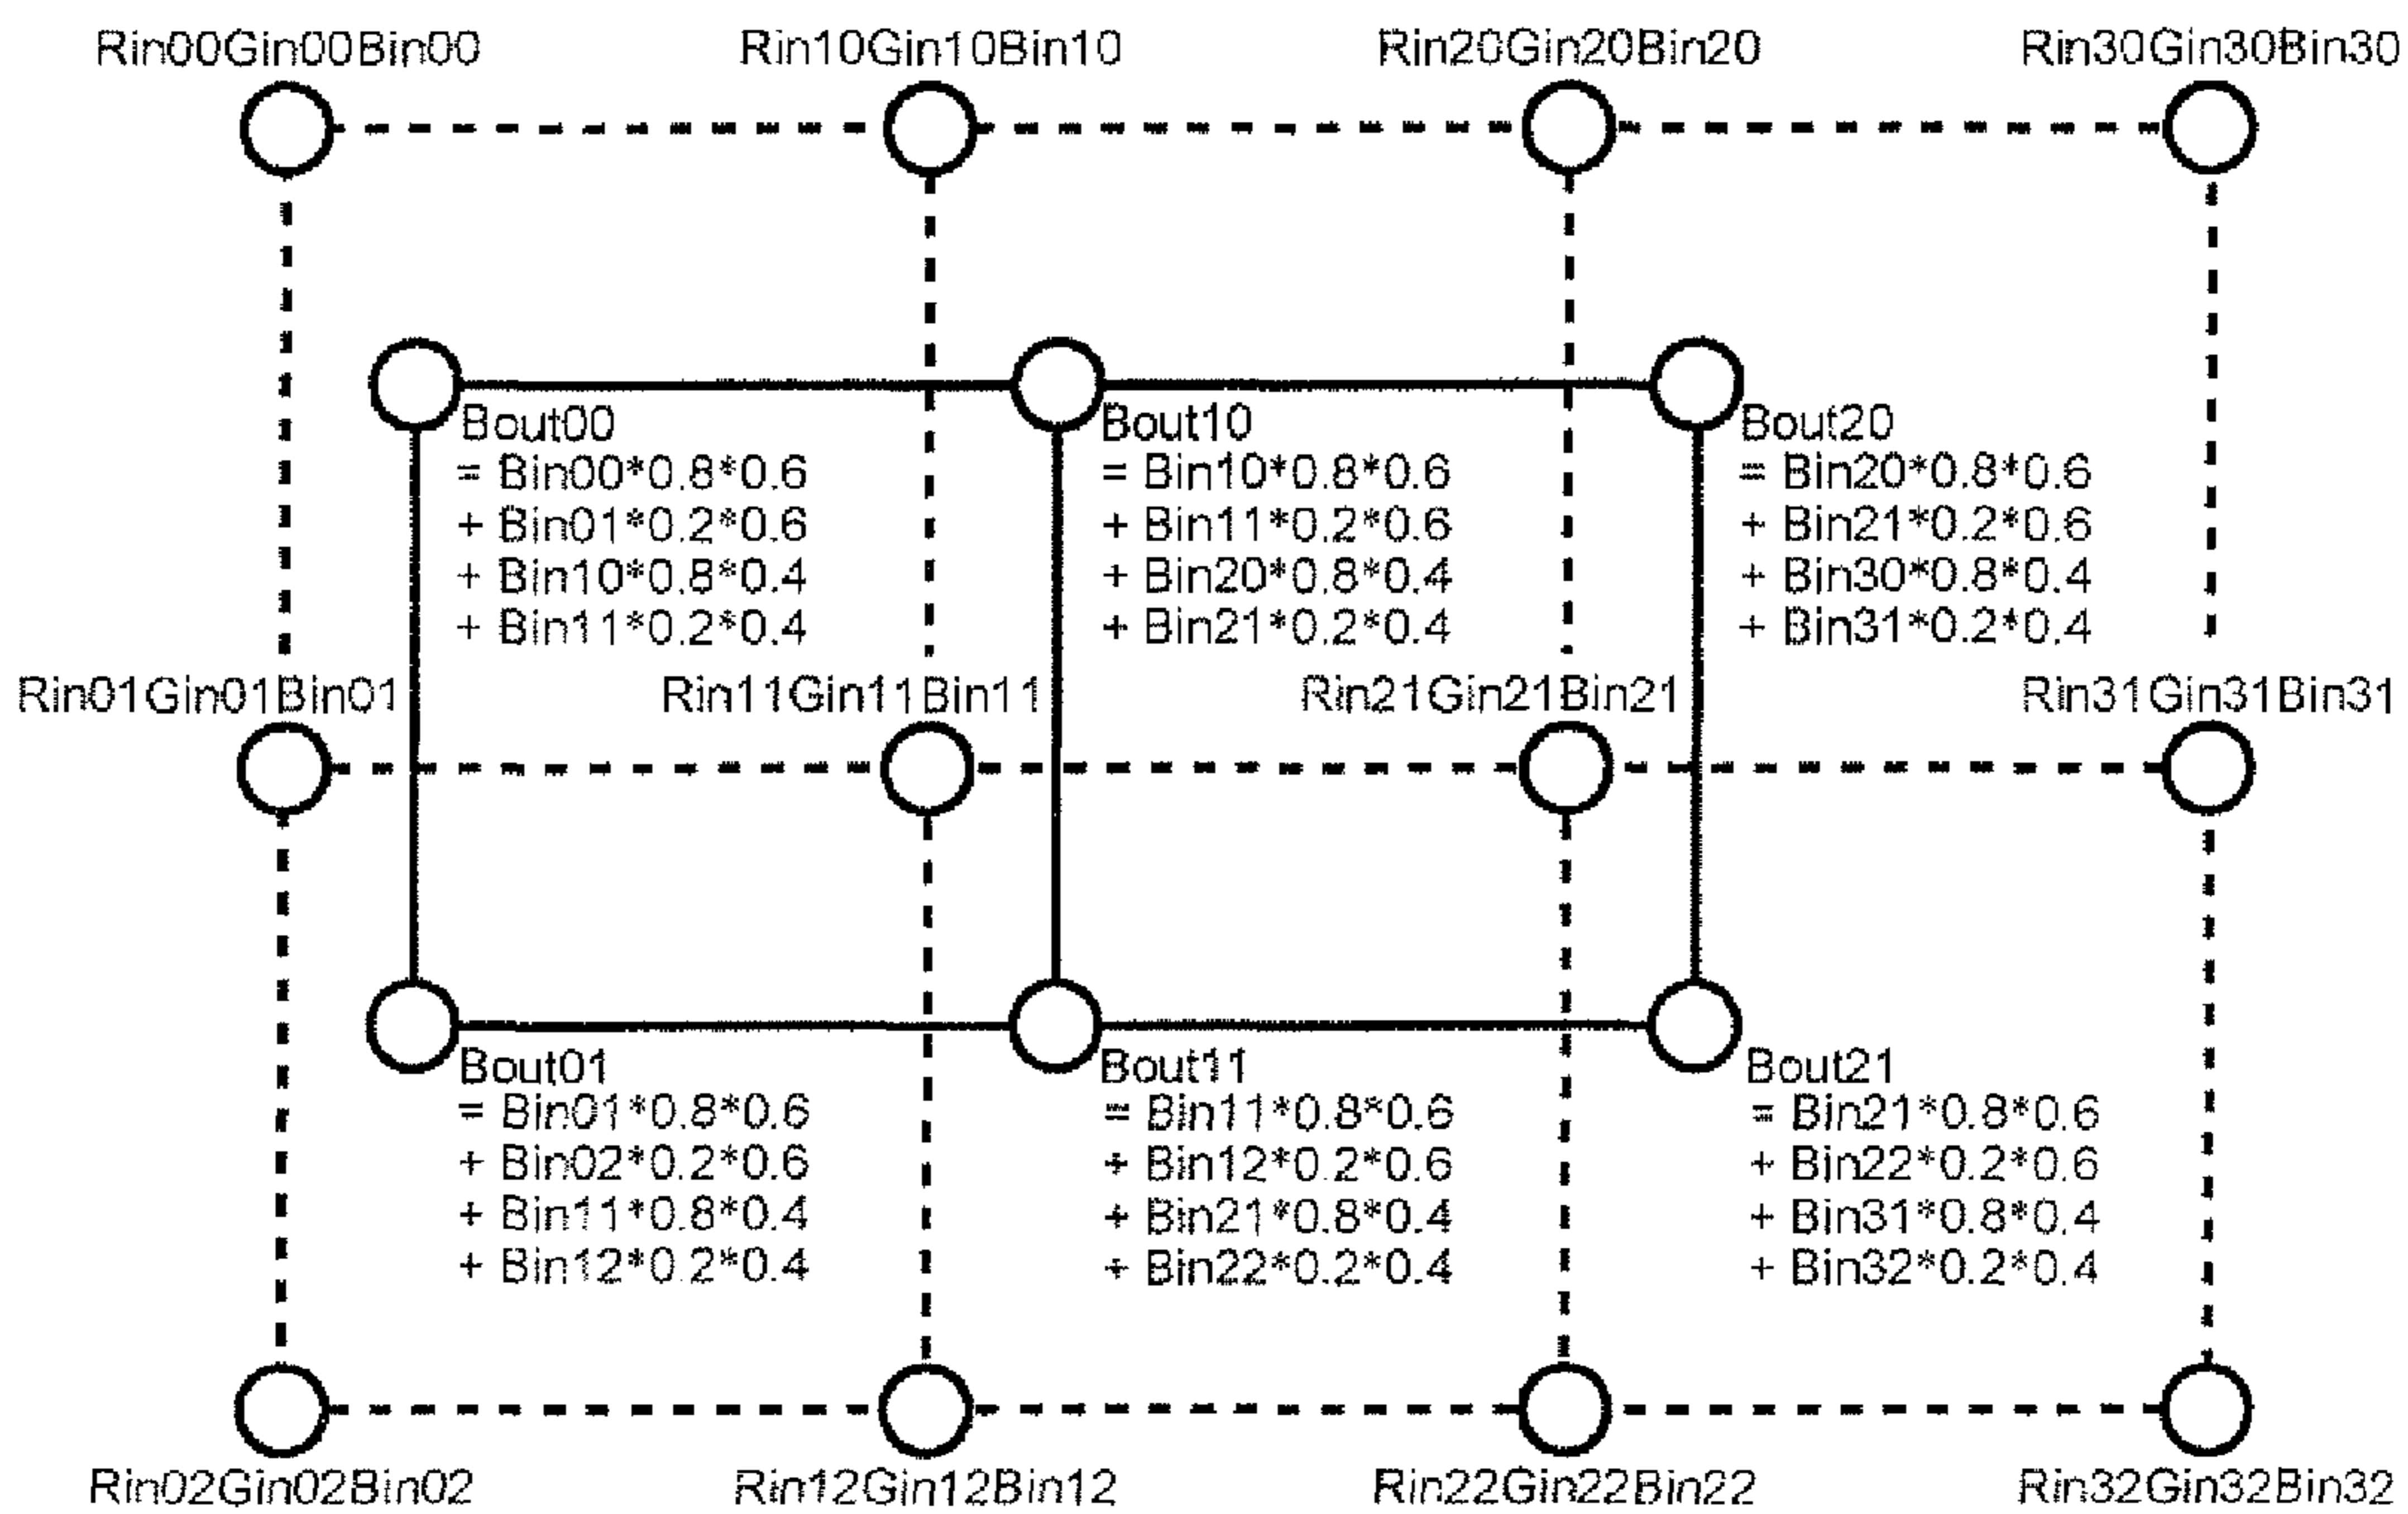 Rin00Gin00Bin00
Rin10Gin10Bin10
Rin20Gin20Bin20
Rin30Gin30Bin30
Bout00
= Bin00*0.8*0.6
+ Bin01*0.2*0.6
+ Bin10*0.8*0.4
+ Bin11*0.2*0.4
Bout10
= Bin10*0.8*0.6
+ Bin11*0.2*0.6
+ Bin20*0.8*0.4
+ Bin21*0.2*0.4
Bout20
= Bin20*0.8*0.6
+ Bin21*0.2*0.6
+ Bin30*0.8*0.4
+ Bin31*0.2*0.4
Rin01Gin01Bin01
Rin11Gin11Bin11
Rin21Gin21Bin21
Rin31Gin31Bin31
Bout01
= Bin01*0.8*0.6
+ Bin02*0.2*0.6
+ Bin11*0.8*0.4
+ Bin12*0.2*0.4
Bout11
= Bin11*0.8*0.6
+ Bin12*0.2*0.6
+ Bin21*0.8*0.4
+ Bin22*0.2*0.4
Bout21
= Bin21*0.8*0.6
+ Bin22*0.2*0.6
+ Bin31*0.8*0.4
+ Bin32*0.2*0.4
Rin02Gin02Bin02
Rin12Gin12Bin12
Rin22Gin22Bin22
Rin32Gin32Bin32